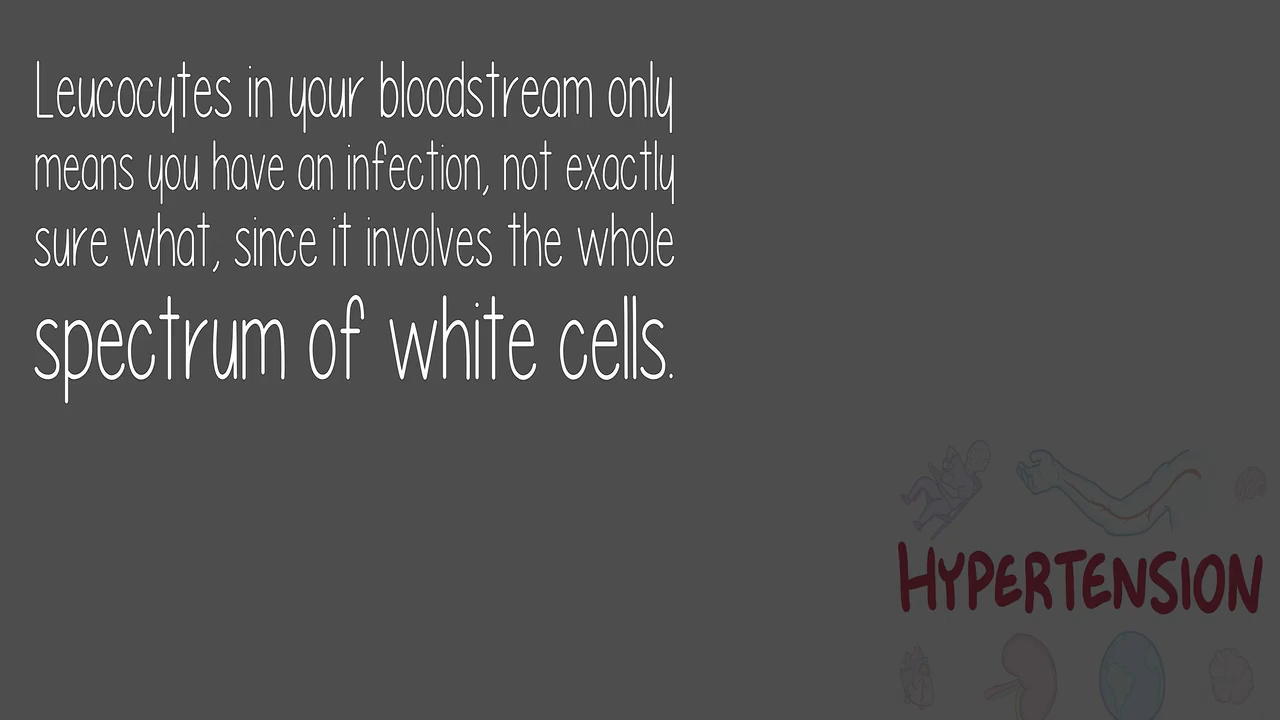 Leucocytes in your bloodstream only
means you have an infection, not exactly
sure what, since it involves the whole
spectrum of white cells.
HYPERTENSION